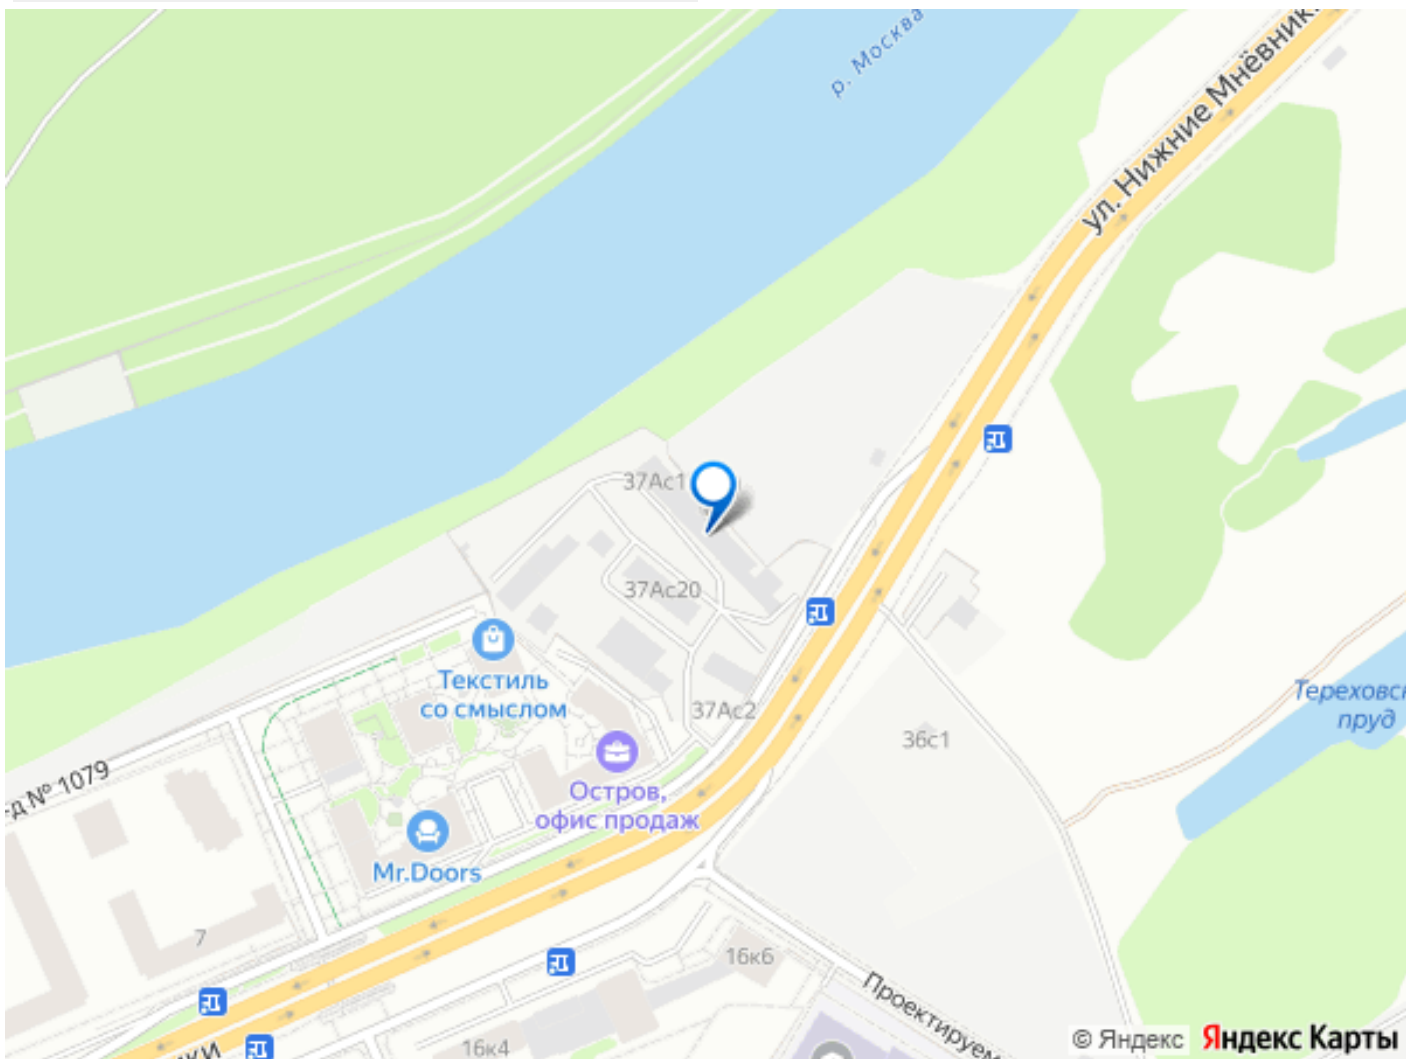 р. Москва
ул. Нижние Мнёвники
37Ас1
37Ас20
Текстиль
со смыслом
37Ас2
Тереховск
пруд
36с1
-д № 1079
Остров,
офис продаж
Mr.Doors
7
16к6
Проектируем
16к4
© Яндекс
Яндекс Карты